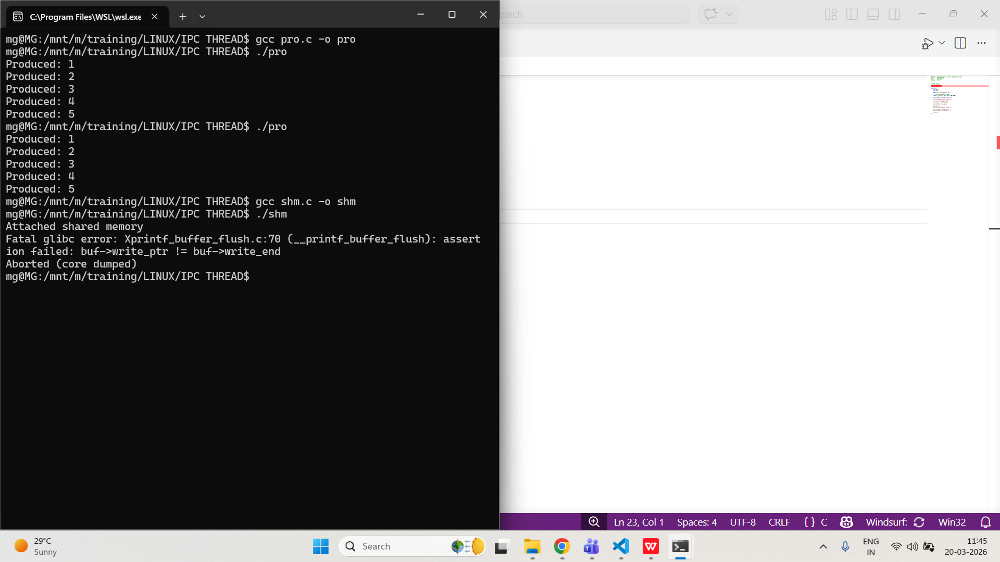 C:\Program Files\WSL\wsl.exe
earch
mg@MG:/mnt/m/training/LINUX/IPC THREAD$ gcc pro.c -o pro
mg@MG:/mnt/m/training/LINUX/IPC THREAD$ ./pro
Produced: 1
Produced: 2
Produced: 3
Produced: 4
Produced: 5
mg@MG:/mnt/m/training/LINUX/IPC THREAD$ ./pro
Produced: 1
Produced: 2
Produced: 3
Produced: 4
Produced: 5
mg@MG:/mnt/m/training/LINUX/IPC THREAD$ gcc shm.c -o shm
mg@MG:/mnt/m/training/LINUX/IPC THREAD$ ./shm
Attached shared memory
Fatal glibc error: Xprintf_buffer_flush.c:70 (__printf_buffer_flush): assert
ion failed: buf->write_ptr != buf->write_end
Aborted (core dumped)
mg@MG:/mnt/m/training/LINUX/IPC THREAD$
Ln 23, Col 1 Spaces: 4 UTF-8 CRLF { } C Windsurf: Win32
29°C
Sunny
Search
ENG
IN
11:45
20-03-2026